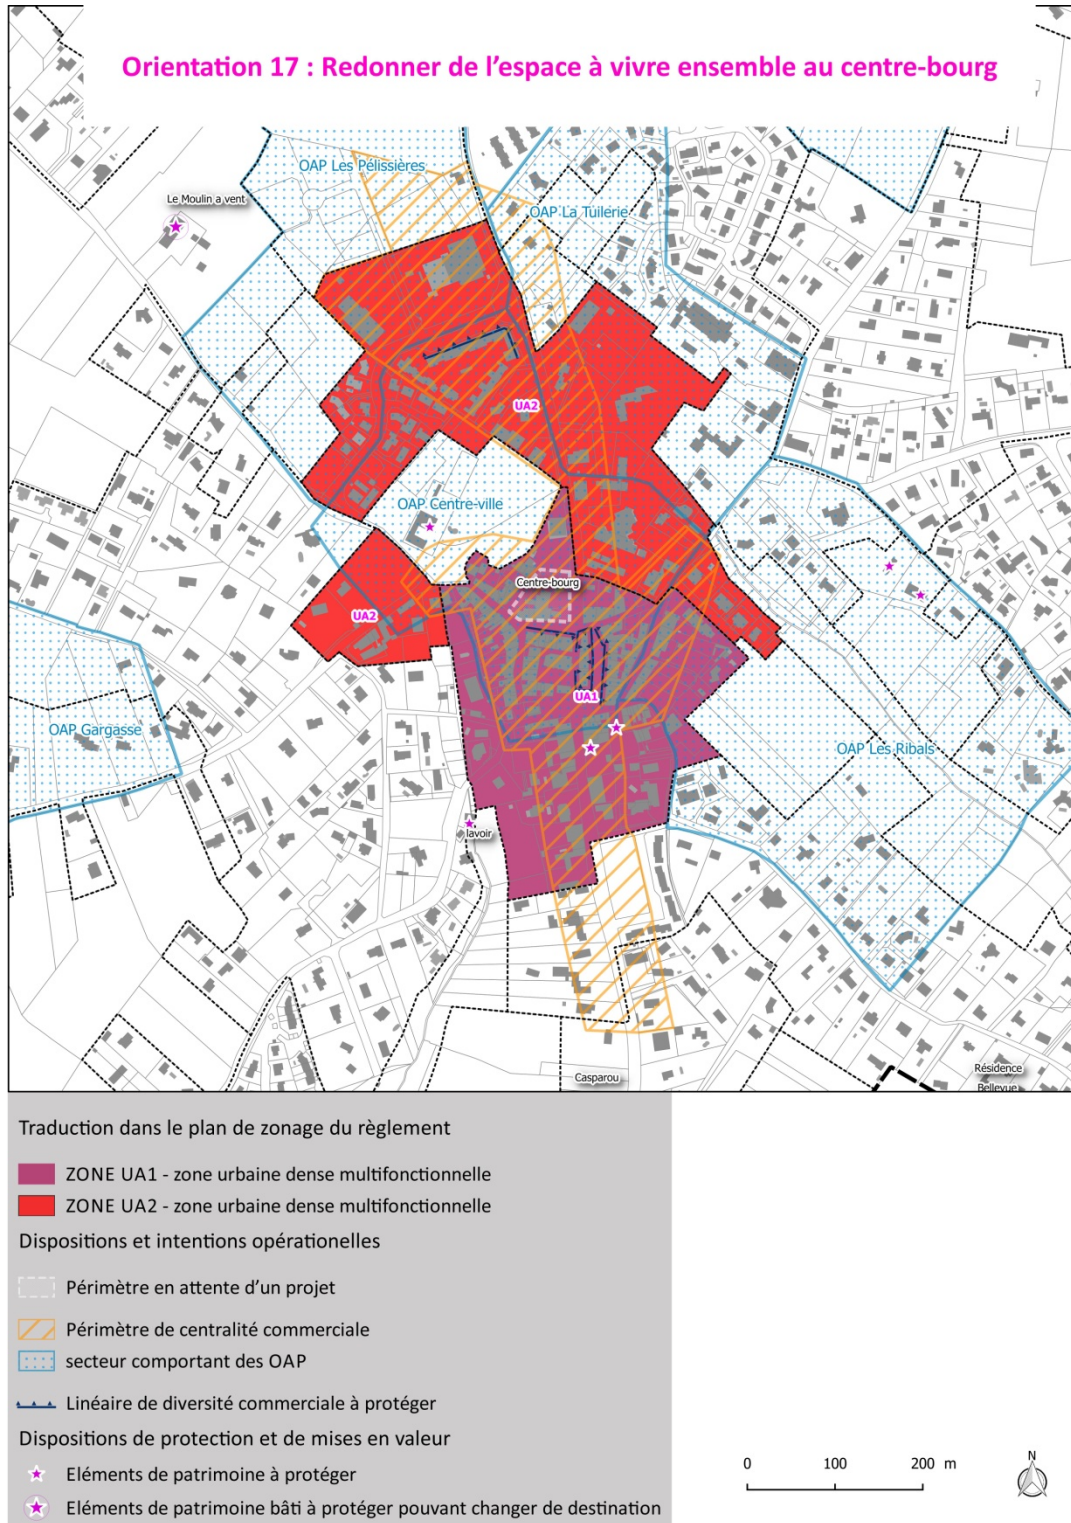 Orientation 17 : Redonner de l'espace à vivre ensemble au centre-bourg
OAP Les Pélissières
Le Moulin a vent
OAP La Tuilerie
UA2
OAP Centre-ville
Centre-bourg
UA2
UA1
OAP Gargasse
OAP Les Ribals
lavoir
Casparou
Résidence
Bellevue
Traduction dans le plan de zonage du règlement
ZONE UA1 - zone urbaine dense multifonctionnelle
ZONE UA2 - zone urbaine dense multifonctionnelle
Dispositions et intentions opérationelles
Périmètre en attente d'un projet
Périmètre de centralité commerciale
secteur comportant des OAP
Linéaire de diversité commerciale à protéger
Dispositions de protection et de mises en valeur
Eléments de patrimoine à protéger
Eléments de patrimoine bâti à protéger pouvant changer de destination
0 100 200 m
N